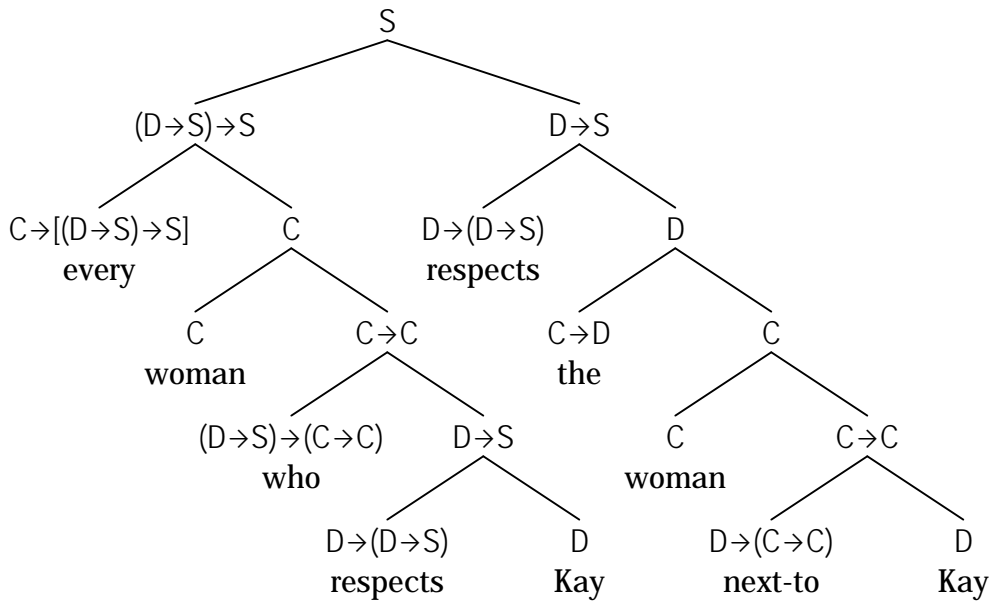 S
(D→S)→S D→S
C→[(D→S)→S] C D→(D→S) D
every respects
C C→C C→D C
woman the
(D→S)→(C→C) D→S C C→C
who woman
D→(D→S) D D→(C→C) D
respects Kay next-to Kay